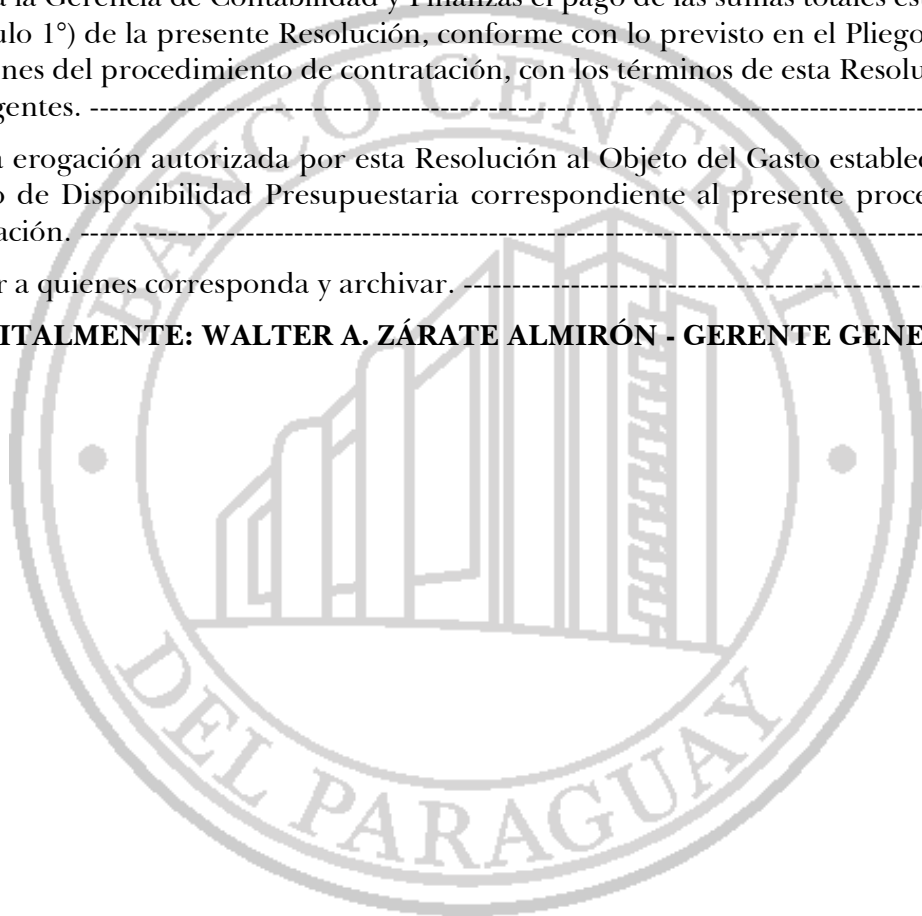 a la Gerencia de Contabilidad y Finanzas el pago de las sumas totales es
ulo 1°) de la presente Resolución, conforme con lo previsto en el Pliego
nes del procedimiento de contratación, con los términos de esta Resolu
gentes. --------------------------------------------------------------------------------
a erogación autorizada por esta Resolución al Objeto del Gasto establec
o de Disponibilidad Presupuestaria correspondiente al presente proce
ación. --------------------------------------------------------------------------------
r a quienes corresponda y archivar. --------------------------------------------
ITALMENTE: WALTER A. ZÁRATE ALMIRÓN - GERENTE GENE
BANCO CENTRAL
DEL PARAGUAY